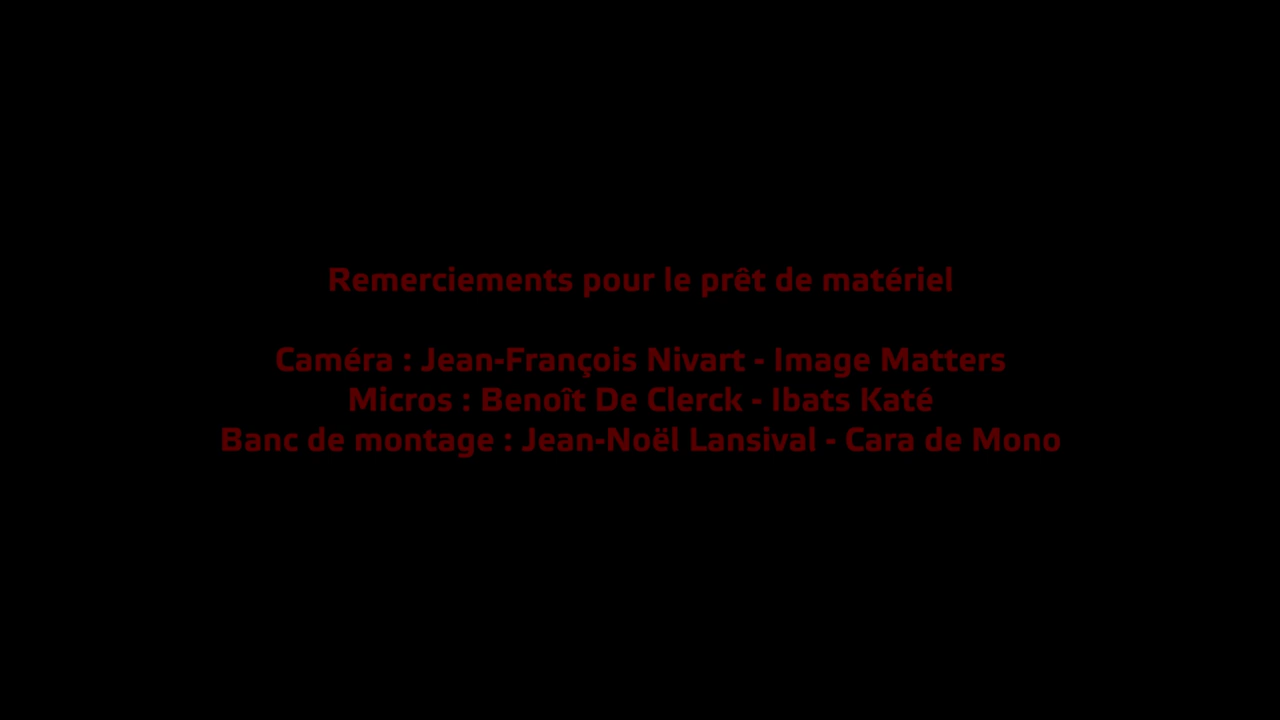 Remerciements pour le prêt de matériel
Caméra : Jean-François Nivart - Image Matters
Micros : Benoît De Clerck - Ibats Katé
Banc de montage : Jean-Noël Lansival - Cara de Mono